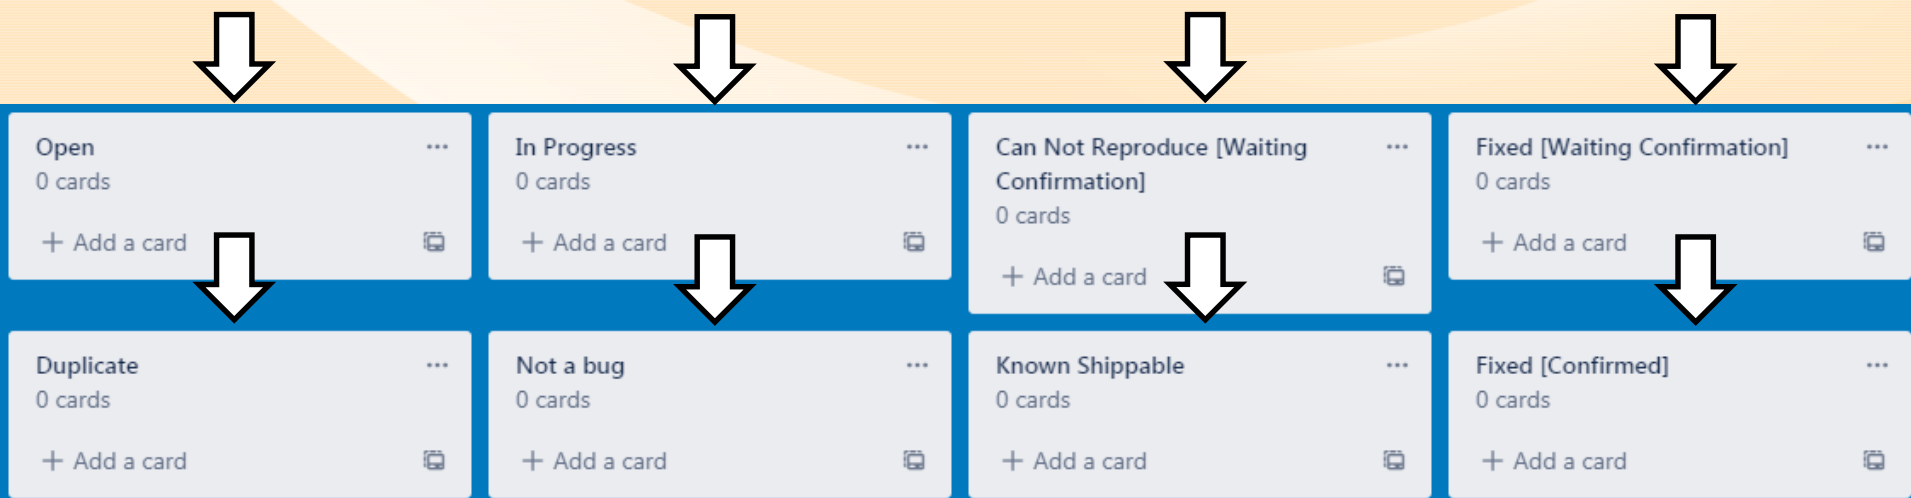 Open
0 cards
+ Add a card
In Progress
0 cards
+ Add a card
Can Not Reproduce [Waiting
Confirmation]
0 cards
+ Add a card
Fixed [Waiting Confirmation]
0 cards
+ Add a card
Duplicate
0 cards
+ Add a card
Not a bug
0 cards
+ Add a card
Known Shippable
0 cards
+ Add a card
Fixed [Confirmed]
0 cards
+ Add a card